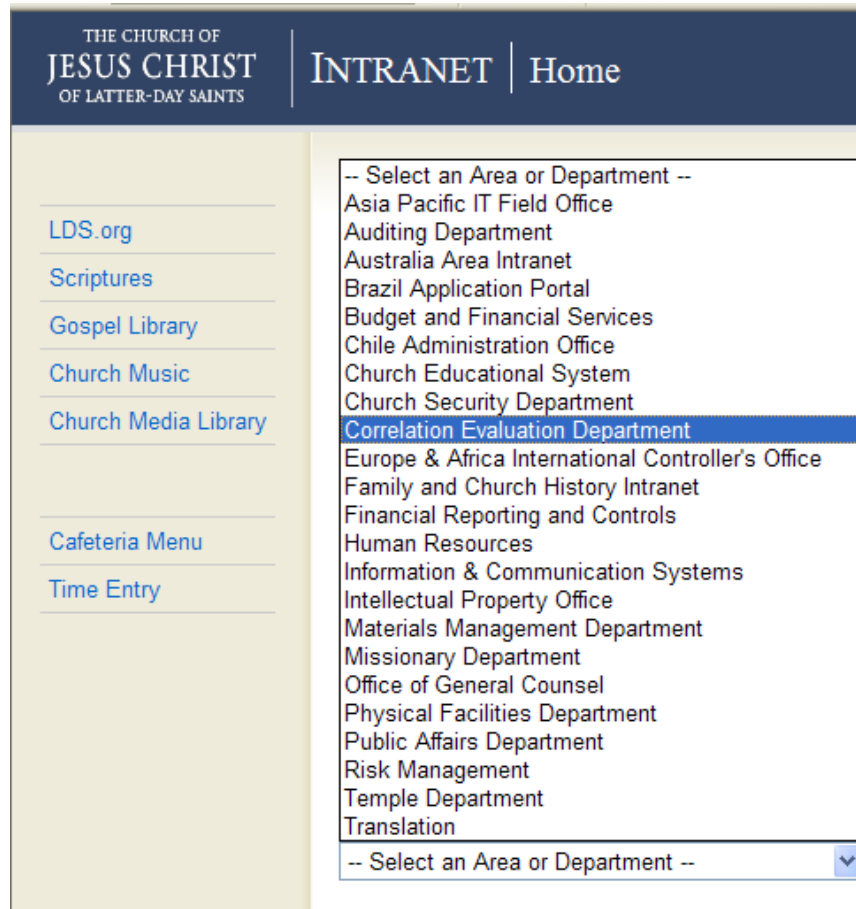 THE CHURCH OF
JESUS CHRIST
OF LATTER-DAY SAINTS
INTRANET | Home
LDS.org
Scriptures
Gospel Library
Church Music
Church Media Library
Cafeteria Menu
Time Entry
-- Select an Area or Department --
Asia Pacific IT Field Office
Auditing Department
Australia Area Intranet
Brazil Application Portal
Budget and Financial Services
Chile Administration Office
Church Educational System
Church Security Department
Correlation Evaluation Department
Europe & Africa International Controller's Office
Family and Church History Intranet
Financial Reporting and Controls
Human Resources
Information & Communication Systems
Intellectual Property Office
Materials Management Department
Missionary Department
Office of General Counsel
Physical Facilities Department
Public Affairs Department
Risk Management
Temple Department
Translation
-- Select an Area or Department --